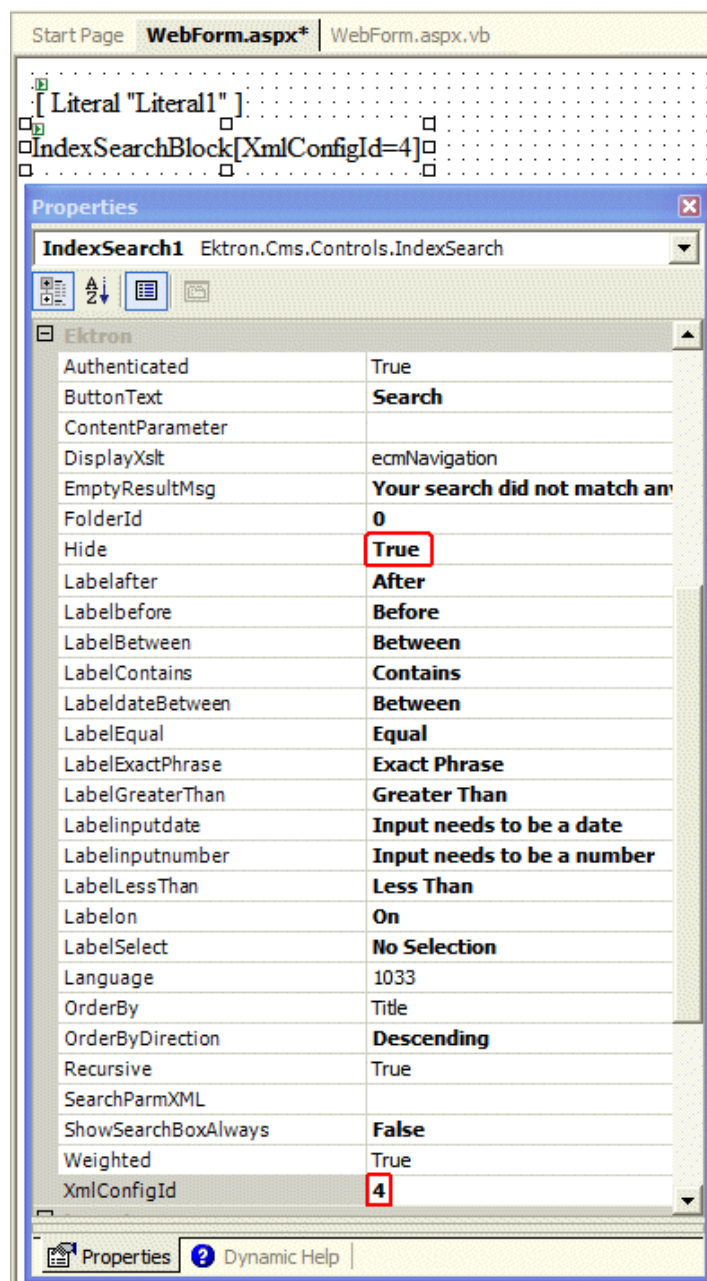 Start Page WebForm.aspx* WebForm.aspx.vb
[ Literal "Literal1" ]
IndexSearchBlock[XmlConfigId=4]
Properties
IndexSearch1 Ektron.Cms.Controls.IndexSearch
Ektron
Authenticated True
ButtonText Search
ContentParameter
DisplayXslt ecmNavigation
EmptyResultMsg Your search did not match any
FolderId 0
Hide True
Labelafter After
Labelbefore Before
LabelBetween Between
LabelContains Contains
LabeldateBetween Between
LabelEqual Equal
LabelExactPhrase Exact Phrase
LabelGreaterThan Greater Than
Labelinputdate Input needs to be a date
Labelinputnumber Input needs to be a number
LabelLessThan Less Than
Labelon On
LabelSelect No Selection
Language 1033
OrderBy Title
OrderByDirection Descending
Recursive True
SearchParmXML
ShowSearchBoxAlways False
Weighted True
XmlConfigId 4
Properties Dynamic Help